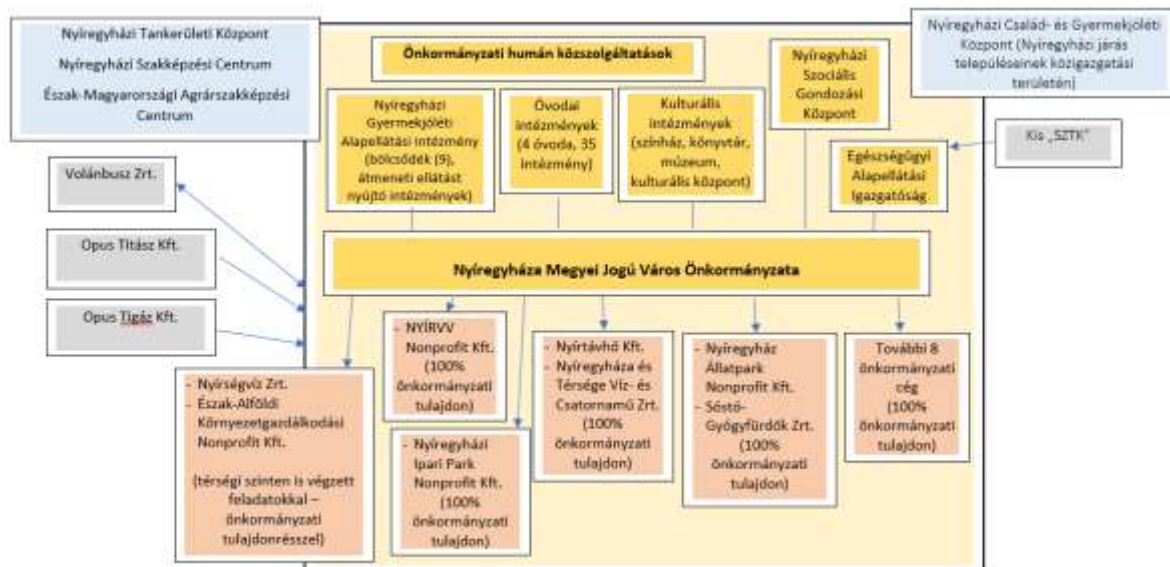 Nyíregyházi Tankerületi Központ
Nyíregyházi Szakképzési Centrum
Észak-Magyarországi Agrárszakképzési
Centrum
Önkormányzati humán közszolgáltatások
Nyíregyházi
Szociális
Gondozási
Központ
Nyíregyházi Család- és Gyermekjóléti
Központ (Nyíregyházi járás
településeinek közigazgatási
területén)
Nyíregyházi
Gyermekjóléti
Alapellátási Intézmény
(bölcsődék (9),
átmeneti ellátást
nyújtó intézmények)
Óvodai
intézmények
(4 óvoda, 35
intézmény)
Kulturális
intézmények
(színház, könyvtár,
múzeum,
kulturális központ)
Egészségügyi
Alapellátási
Igazgatóság
Kis „SZTK”
Volánbusz Zrt.
Opus Titász Kft.
Opus Tigáz Kft.
Nyíregyháza Megyei Jogú Város Önkormányzata
- Nyírségvíz Zrt.
- Észak-Alföldi
Környezetgazdálkodási
Nonprofit Kft.
(térségi szinten is végzett
feladatokkal –
önkormányzati
tulajdonrésszel)
- NYÍRVV
Nonprofit Kft.
(100%
önkormányzati
tulajdon)
- Nyíregyházi
Ipari Park
Nonprofit Kft.
(100%
önkormányzati
tulajdon)
- Nyírtávhő Kft.
- Nyíregyháza és
Térsége Víz- és
Csatornamű Zrt.
(100%
önkormányzati
tulajdon)
- Nyíregyház
Állatpark
Nonprofit Kft.
- Sóstó-
Gyógyfürdők Zrt.
(100%
önkormányzati
tulajdon)
További 8
önkormányzati
cég
(100%
önkormányzati
tulajdon)